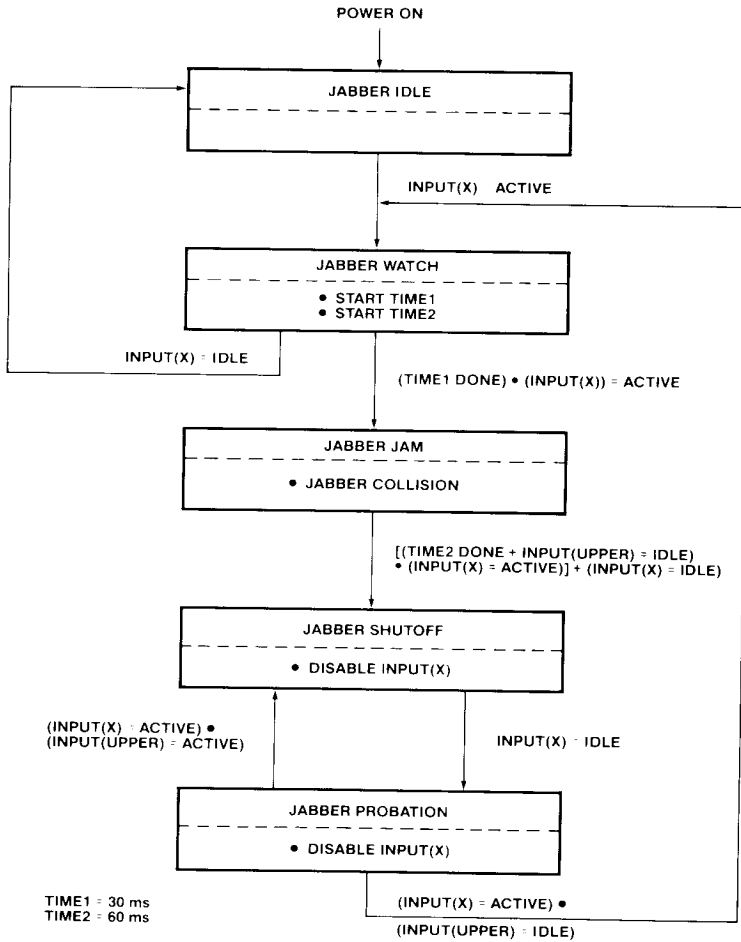 POWER ON
JABBER IDLE
INPUT(X) ACTIVE
JABBER WATCH
• START TIME1
• START TIME2
INPUT(X) = IDLE
(TIME1 DONE) • (INPUT(X)) = ACTIVE
JABBER JAM
• JABBER COLLISION
[(TIME2 DONE + INPUT(UPPER) = IDLE)
• (INPUT(X) = ACTIVE)] + (INPUT(X) = IDLE)
JABBER SHUTOFF
• DISABLE INPUT(X)
(INPUT(X) = ACTIVE) •
(INPUT(UPPER) = ACTIVE)
INPUT(X) = IDLE
JABBER PROBATION
• DISABLE INPUT(X)
TIME1 = 30 ms
TIME2 = 60 ms
(INPUT(X) = ACTIVE) •
(INPUT(UPPER) = IDLE)